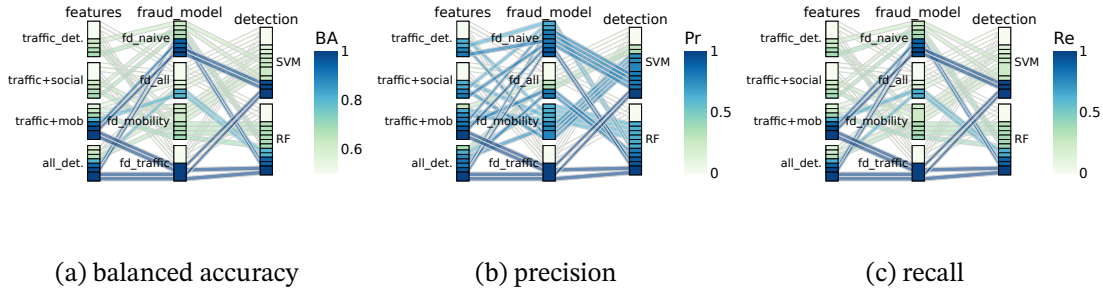 features fraud_model detection
traffic_det.
traffic+social
traffic+mob
all_det.
fd_naive
fd_all
fd_mobility
fd_traffic
SVM
RF
BA
1
0.8
0.6
features fraud_model detection
traffic_det.
traffic+social
traffic+mob
all_det.
fd_naive
fd_all
fd_mobility
fd_traffic
SVM
RF
Pr
1
0.5
0
features fraud_model detection
traffic_det.
traffic+social
traffic+mob
all_det.
fd_naive
fd_all
fd_mobility
fd_traffic
SVM
RF
Re
1
0.5
0
(a) balanced accuracy
(b) precision
(c) recall